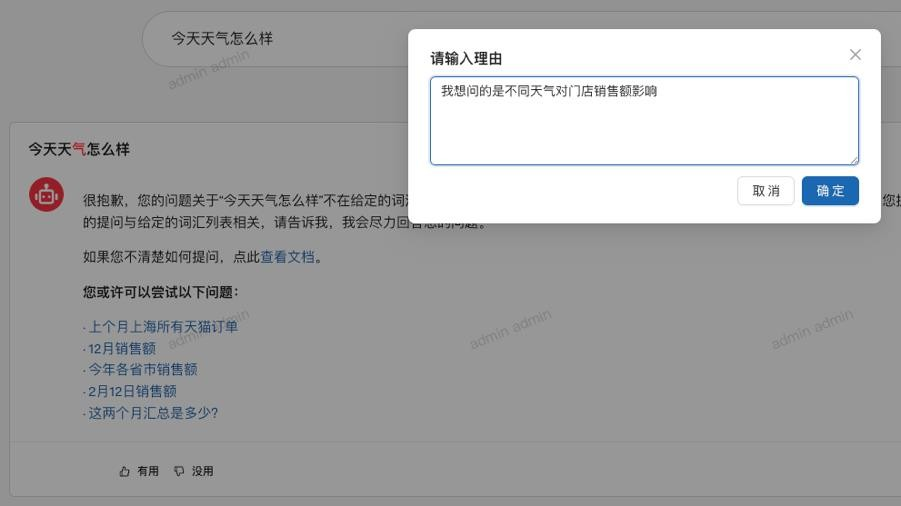 今天天气怎么样
请输入理由
我想问的是不同天气对门店销售额影响
取消 确定
今天天气怎么样
很抱歉，您的问题关于“今天天气怎么样”不在给定的词
的提问与给定的词汇列表相关，请告诉我，我会尽力回答您的问题。
如果您不清楚如何提问，点此查看文档。
您或许可以尝试以下问题：
· 上个月上海所有天猫订单
· 12月销售额
· 今年各省市销售额
· 2月12日销售额
· 这两个月汇总是多少?
有用 没用
admin admin
admin admin
admin admin
admin admin